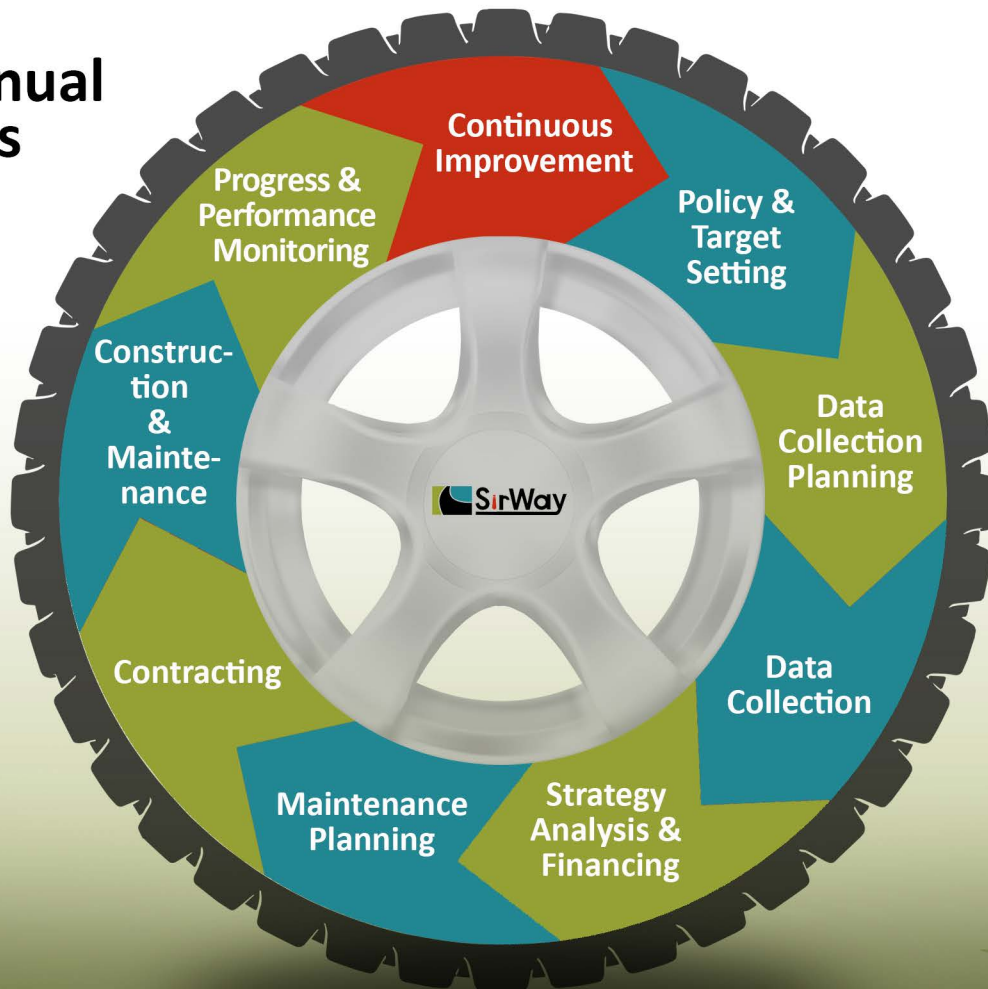 Continuous
Improvement
Policy &
Target
Setting
Data
Collection
Planning
Data
Collection
Strategy
Analysis &
Financing
Maintenance
Planning
Contracting
Construc-
tion
&
Mainte-
nance
Progress &
Performance
Monitoring
SirWay